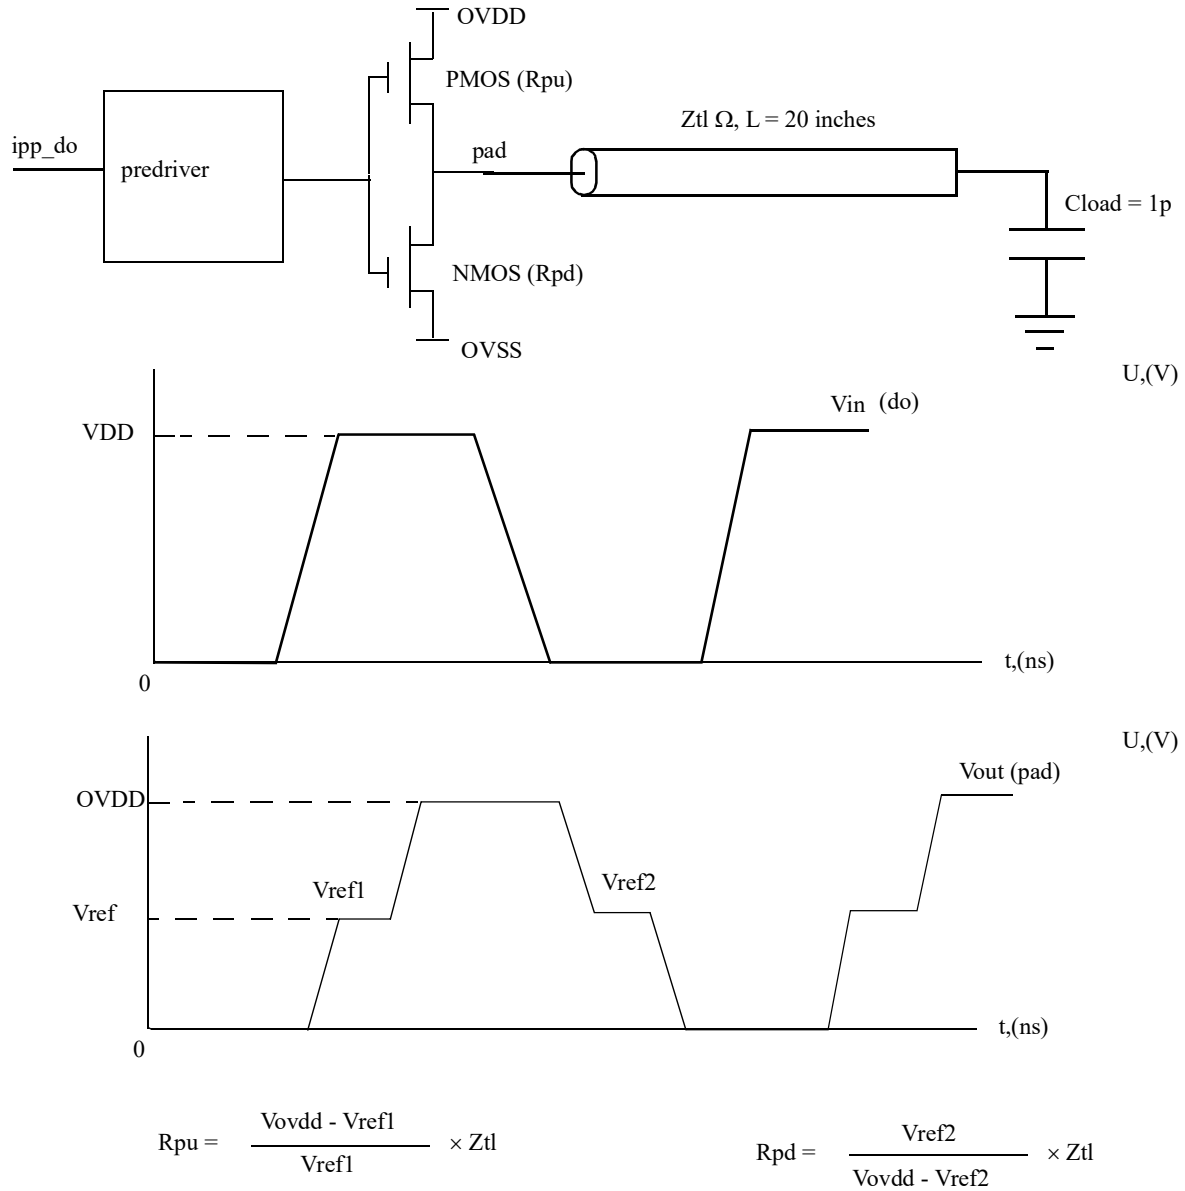 OVDD
PMOS (Rpu)
ipp_do
predriver
pad
Ztl Ω, L = 20 inches
Cload = 1p
NMOS (Rpd)
OVSS
U,(V)
VDD
Vin (do)
t,(ns)
0
U,(V)
Vout (pad)
OVDD
Vref1
Vref2
Vref
t,(ns)
0
Rpu = Vovdd - Vref1 / Vref1 × Ztl
Rpd = Vref2 / Vovdd - Vref2 × Ztl